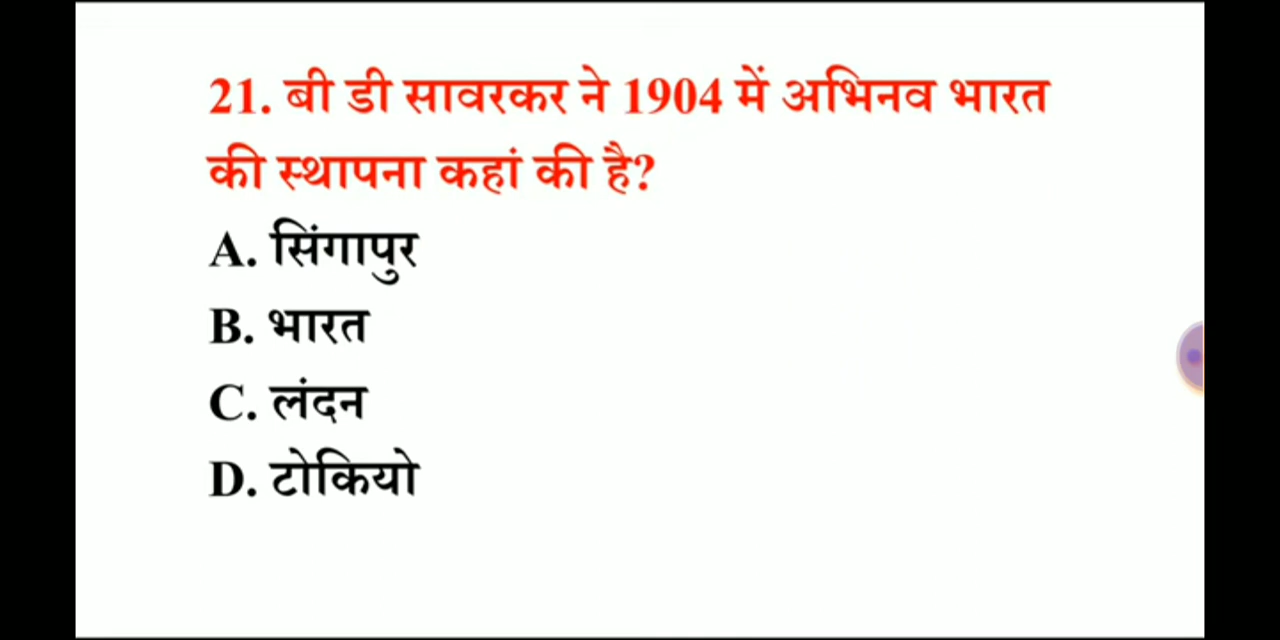 21. बी डी सावरकर ने 1904 में अभिनव भारत
की स्थापना कहां की है?
A. सिंगापुर
B. भारत
C. लंदन
D. टोकियो